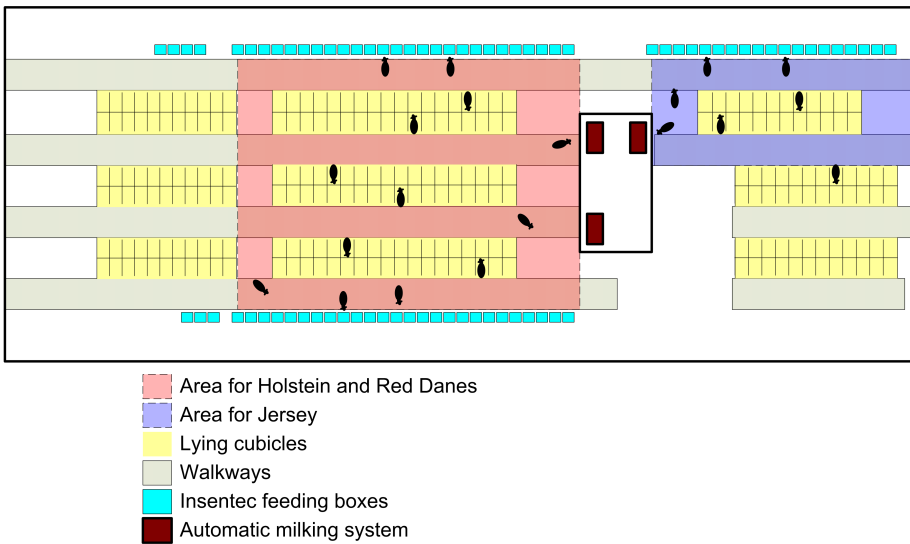 Area for Holstein and Red Danes
Area for Jersey
Lying cubicles
Walkways
Insentec feeding boxes
Automatic milking system